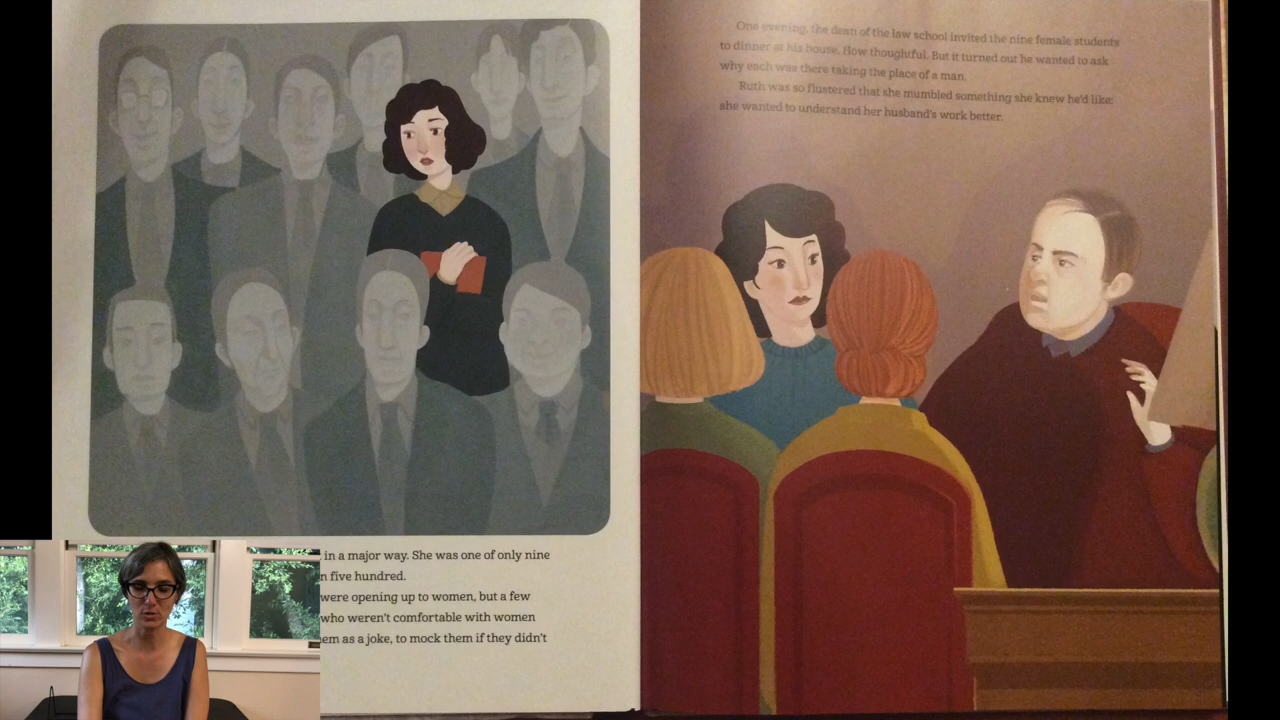 in a major way. She was one of only nine
n five hundred.
were opening up to women, but a few
who weren't comfortable with women
em as a joke, to mock them if they didn't
One evening, the dean of the law school invited the nine female students
to dinner at his house. How thoughtful. But it turned out he wanted to ask
why each was there taking the place of a man.
Ruth was so flustered that she mumbled something she knew he'd like:
she wanted to understand her husband's work better.